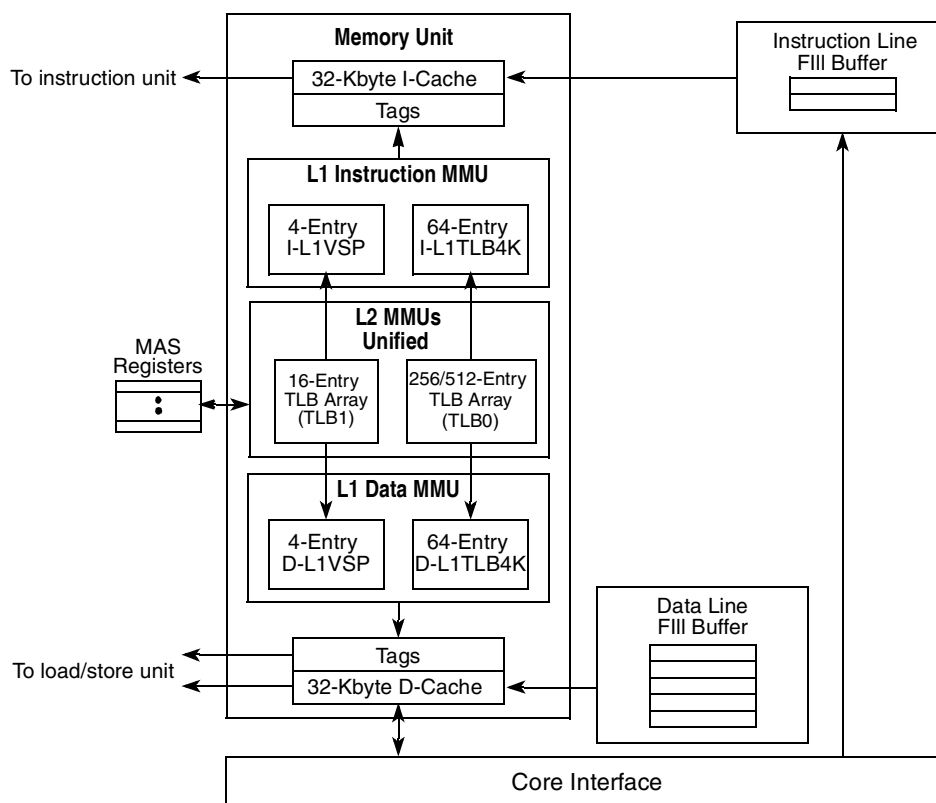 Memory Unit
To instruction unit
32-Kbyte I-Cache
Tags
Instruction Line
FIll Buffer
L1 Instruction MMU
4-Entry
I-L1VSP
64-Entry
I-L1TLB4K
L2 MMUs
Unified
MAS
Registers
16-Entry
TLB Array
(TLB1)
256/512-Entry
TLB Array
(TLB0)
L1 Data MMU
4-Entry
D-L1VSP
64-Entry
D-L1TLB4K
Data Line
FIll Buffer
To load/store unit
Tags
32-Kbyte D-Cache
Core Interface